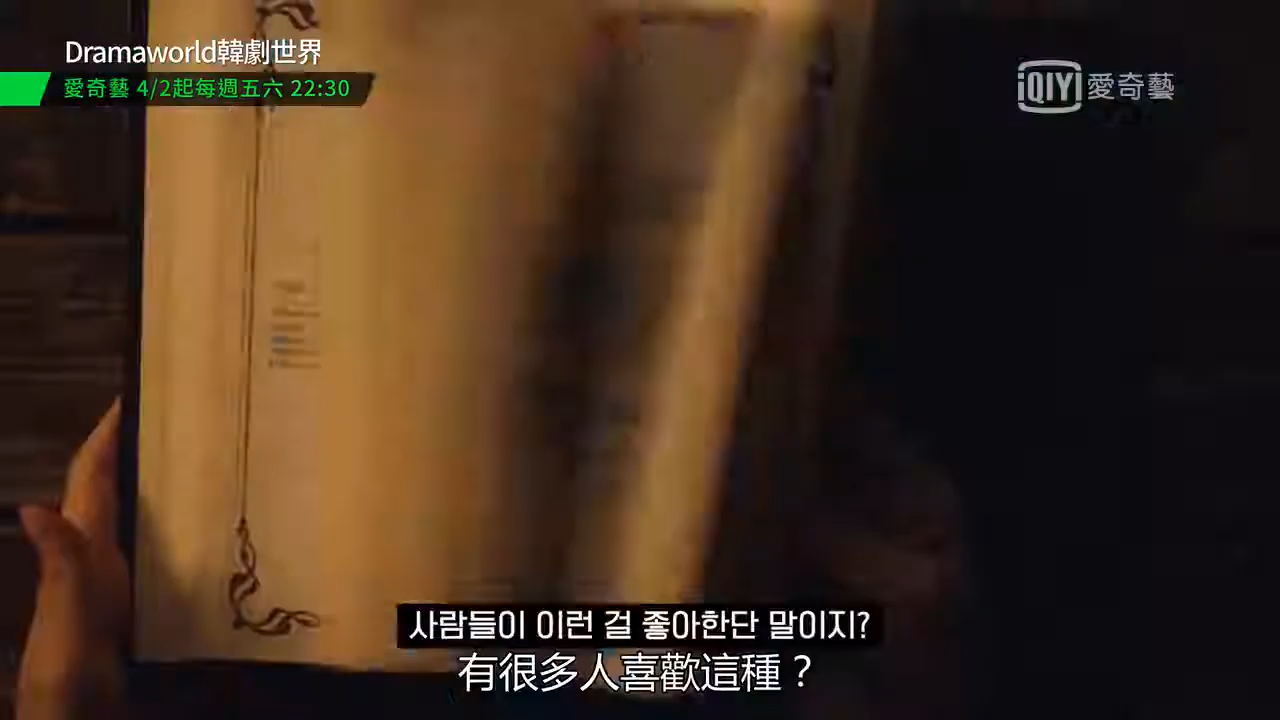 Dramaworld韓劇世界
愛奇藝 4/2起每週五六 22:30
iQIYI 愛奇藝
사람들이 이런 걸 좋아한단 말이지?
有很多人喜歡這種？